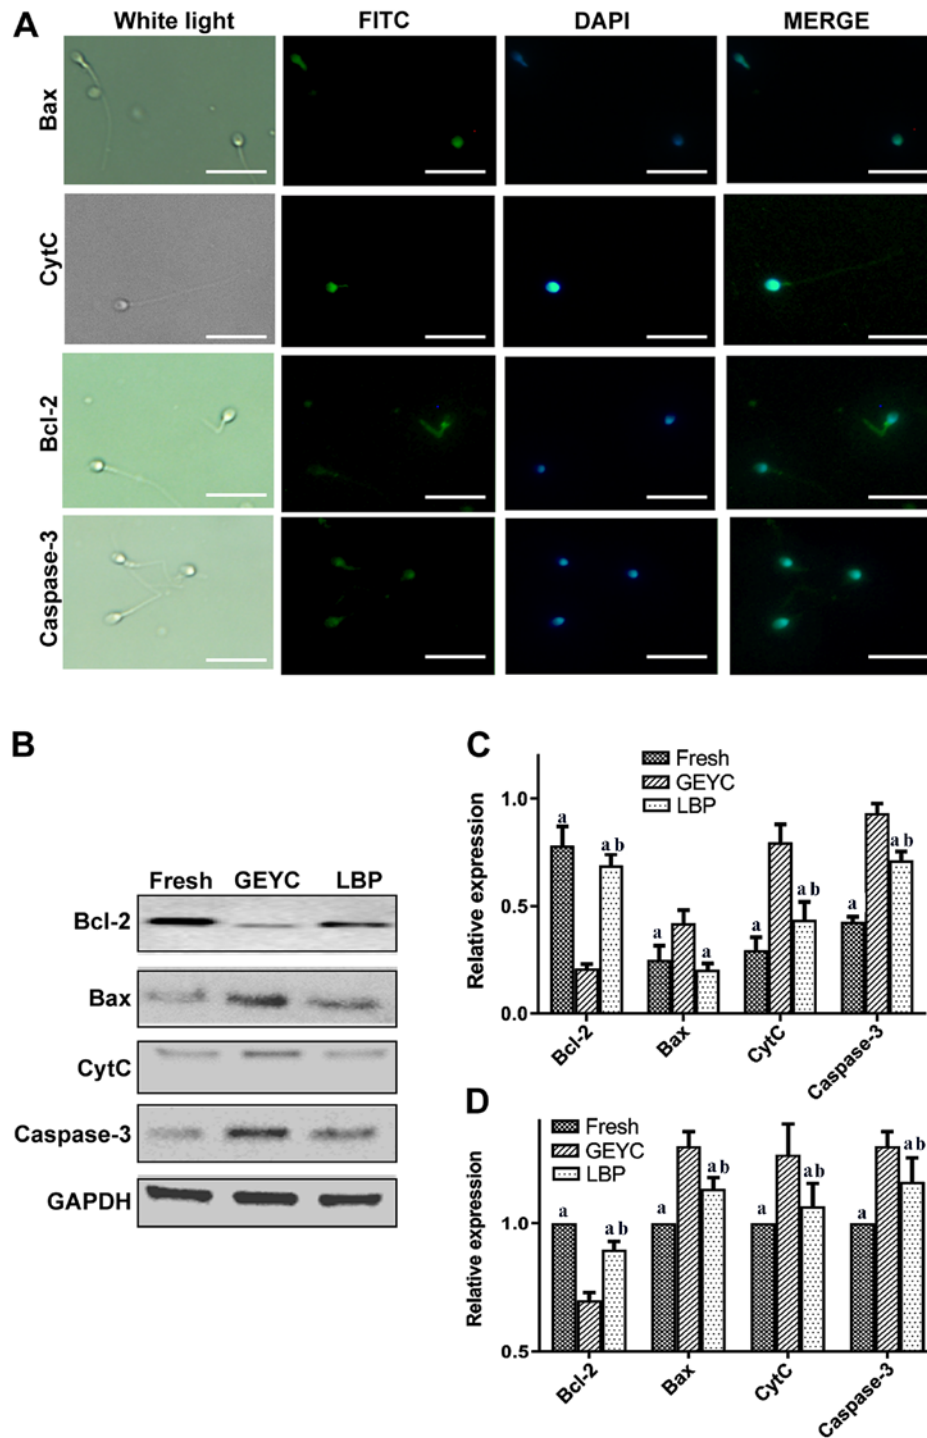 A
White light FITC DAPI MERGE
Bax
CytC
Bcl-2
Caspase-3
B
Fresh GEYC LBP
Bcl-2
Bax
CytC
Caspase-3
GAPDH
C
Fresh
GEYC
LBP
Relative expression
1.0
0.5
0.0
a a b
a a
a a b
a a b
Bcl-2 Bax CytC Caspase-3
D
Fresh
GEYC
LBP
Relative expression
1.0
0.5
a a b
a a b
a a b
a a b
Bcl-2 Bax CytC Caspase-3